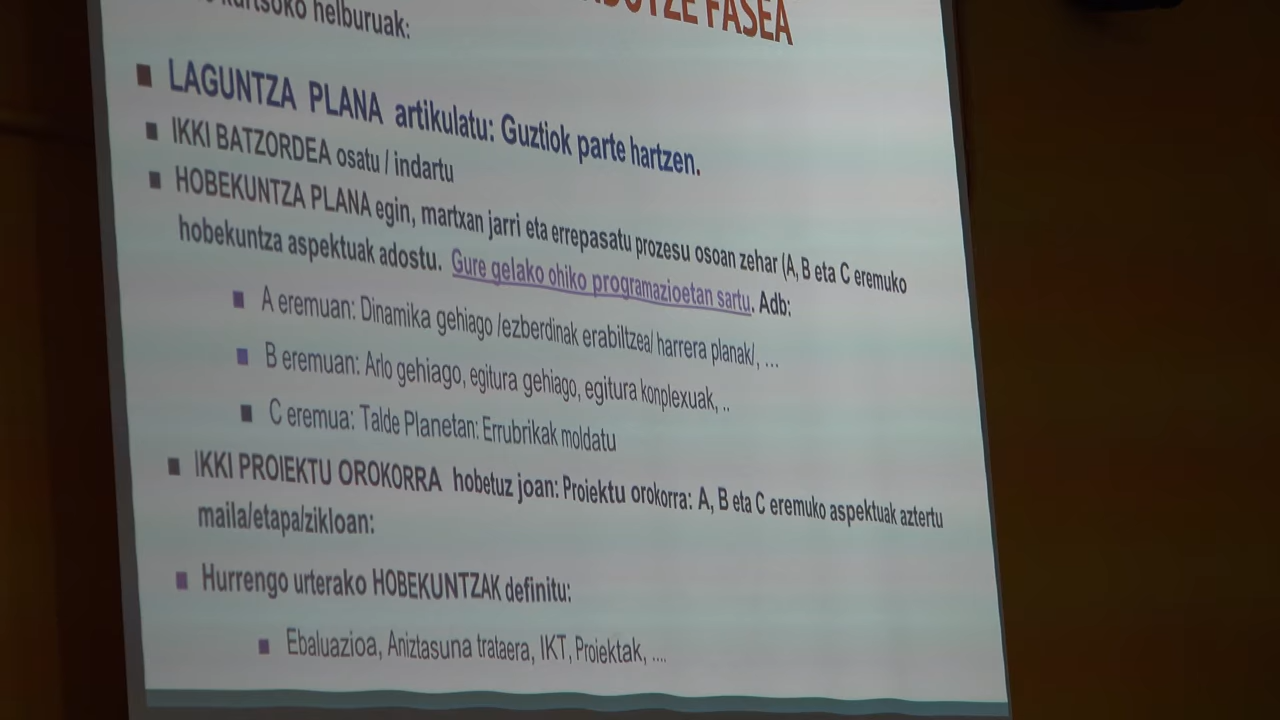 FASEA
helburuak:
LAGUNTZA PLANA artikulatu: Guztiok parte hartzen.
IKKI BATZORDEA osatu / indartu
HOBEKUNTZA PLANA egin, martxan jarri eta errepasatu prozesu osoan zehar (A, B eta C eremuko
hobekuntza aspektuak adostu. Gure gelako ohiko programazioetan sartu. Adb:
A eremuan: Dinamika gehiago /ezberdinak erabiltzea/ harrera planak/, ...
B eremuan: Arlo gehiago, egitura gehiago, egitura konplexuak, ..
C eremua: Talde Planetan: Errubrikak moldatu
IKKI PROIEKTU OROKORRA hobetuz joan: Proiektu orokorra: A, B eta C eremuko aspektuak aztertu
maila/etapa/zikloan:
Hurrengo urterako HOBEKUNTZAK definitu:
Ebaluazioa, Aniztasuna trataera, IKT, Proiektak, ....